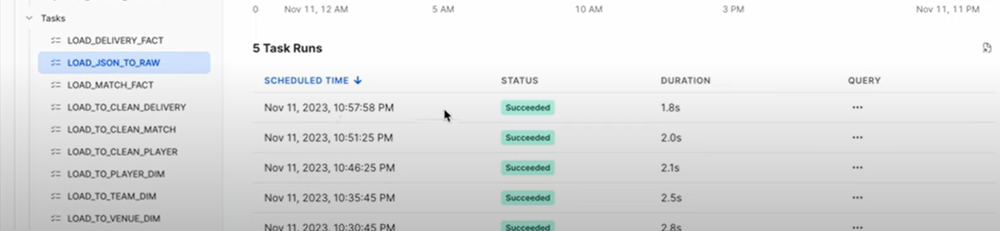 0 Nov 11, 12 AM 5 AM 10 AM 3 PM Nov 11, 11 PM
Tasks
LOAD_DELIVERY_FACT
LOAD_JSON_TO_RAW
LOAD_MATCH_FACT
LOAD_TO_CLEAN_DELIVERY
LOAD_TO_CLEAN_MATCH
LOAD_TO_CLEAN_PLAYER
LOAD_TO_PLAYER_DIM
LOAD_TO_TEAM_DIM
LOAD_TO_VENUE_DIM
5 Task Runs
SCHEDULED TIME ↓ STATUS DURATION QUERY
Nov 11, 2023, 10:57:58 PM Succeeded 1.8s ...
Nov 11, 2023, 10:51:25 PM Succeeded 2.0s ...
Nov 11, 2023, 10:46:25 PM Succeeded 2.1s ...
Nov 11, 2023, 10:35:45 PM Succeeded 2.5s ...
Nov 11, 2023, 10:30:45 PM Succeeded 2.8s ...